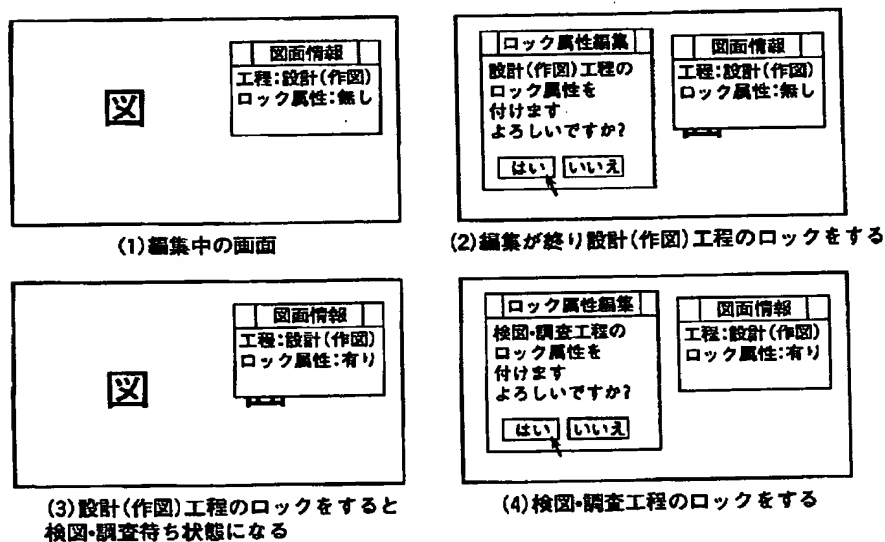 図面情報
工程:設計(作図)
ロック属性:無し
図
(1)編集中の画面
ロック属性編集
設計(作図)工程の
ロック属性を
付けます
よろしいですか?
はい いいえ
図面情報
工程:設計(作図)
ロック属性:無し
(2)編集が終り設計(作図)工程のロックをする
図面情報
工程:設計(作図)
ロック属性:有り
図
(3)設計(作図)工程のロックをすると
検図・調査待ち状態になる
ロック属性編集
検図・調査工程の
ロック属性を
付けます
よろしいですか?
はい いいえ
図面情報
工程:設計(作図)
ロック属性:有り
(4)検図・調査工程のロックをする